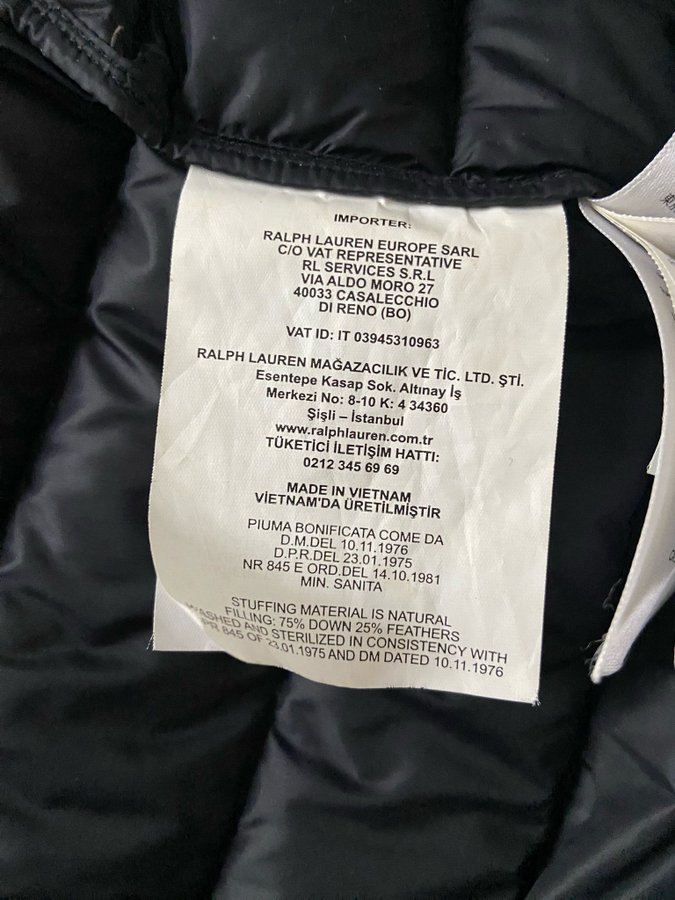 IMPORTER:
RALPH LAUREN EUROPE SARL
C/O VAT REPRESENTATIVE
RL SERVICES S.R.L
VIA ALDO MORO 27
40033 CASALECCHIO
DI RENO (BO)
VAT ID: IT 03945310963
RALPH LAUREN MAĞAZACILIK VE TİC. LTD. ŞTİ.
Esentepe Kasap Sok. Altınay İş
Merkezi No: 8-10 K: 4 34360
Şişli – İstanbul
www.ralphlauren.com.tr
TÜKETİCİ İLETİŞİM HATTI:
0212 345 69 69
MADE IN VIETNAM
VİETNAM'DA ÜRETİLMİŞTİR
PIUMA BONIFICATA COME DA
D.M.DEL 10.11.1976
D.P.R.DEL 23.01.1975
NR 845 E ORD.DEL 14.10.1981
MIN. SANITA
STUFFING MATERIAL IS NATURAL
FILLING: 75% DOWN 25% FEATHERS
WASHED AND STERILIZED IN CONSISTENCY WITH
PR 845 OF 23.01.1975 AND DM DATED 10.11.1976